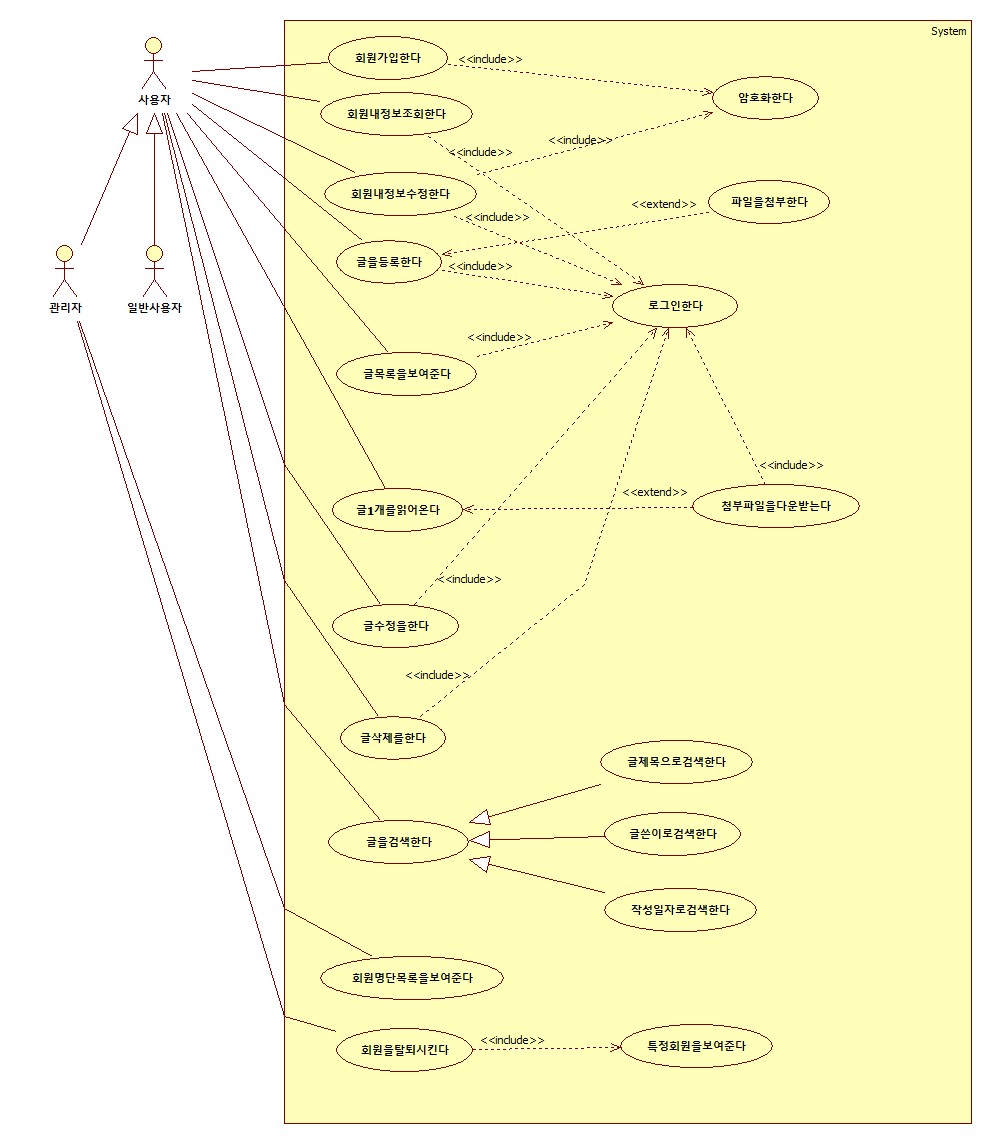 System
회원가입한다
<<include>>
사용자
암호화한다
회원내정보조회한다
<<include>>
<<include>>
회원내정보수정한다
<<extend>>
파일을첨부한다
<<include>>
글을등록한다
<<include>>
관리자
일반사용자
로그인한다
<<include>>
글목록을보여준다
<<include>>
<<extend>>
글1개를읽어온다
첨부파일을다운받는다
<<include>>
글수정을한다
<<include>>
글삭제를한다
글제목으로검색한다
글을검색한다
글쓴이로검색한다
작성일자로검색한다
회원명단목록을보여준다
<<include>>
회원을탈퇴시킨다
특정회원을보여준다